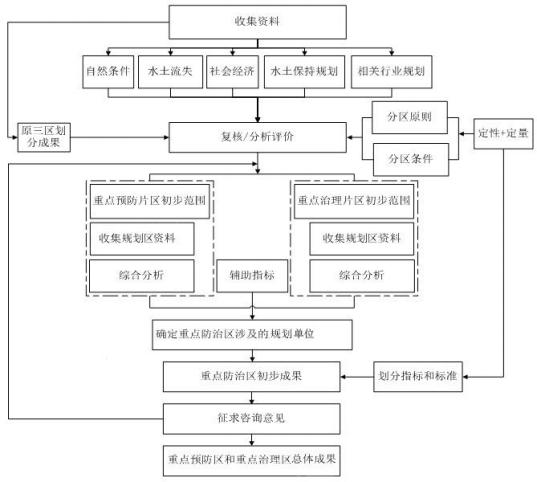 收集资料
自然条件
水土流失
社会经济
水土保持规划
相关行业规划
原三区划
分成果
复核/分析评价
分区原则
分区条件
定性+定量
重点预防片区初步范围
重点治理片区初步范围
收集规划区资料
收集规划区资料
综合分析
辅助指标
综合分析
确定重点防治区涉及的规划单位
重点防治区初步成果
划分指标和标准
征求咨询意见
重点预防区和重点治理区总体成果